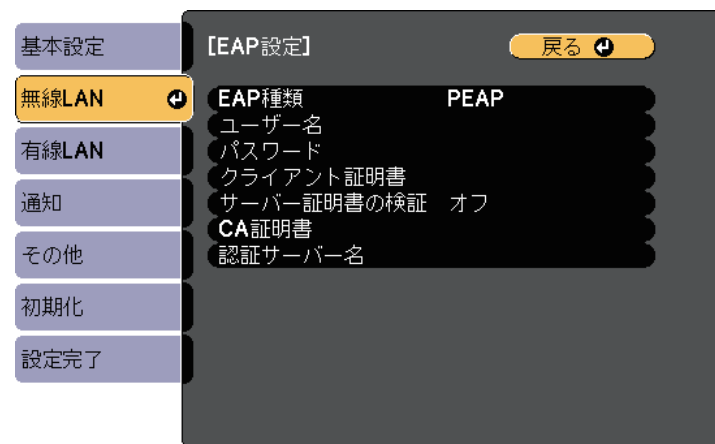 基本設定
無線LAN
有線LAN
通知
その他
初期化
設定完了
[EAP設定]
戻る
EAP種類 PEAP
ユーザー名
パスワード
クライアント証明書
サーバー証明書の検証 オフ
CA証明書
認証サーバー名